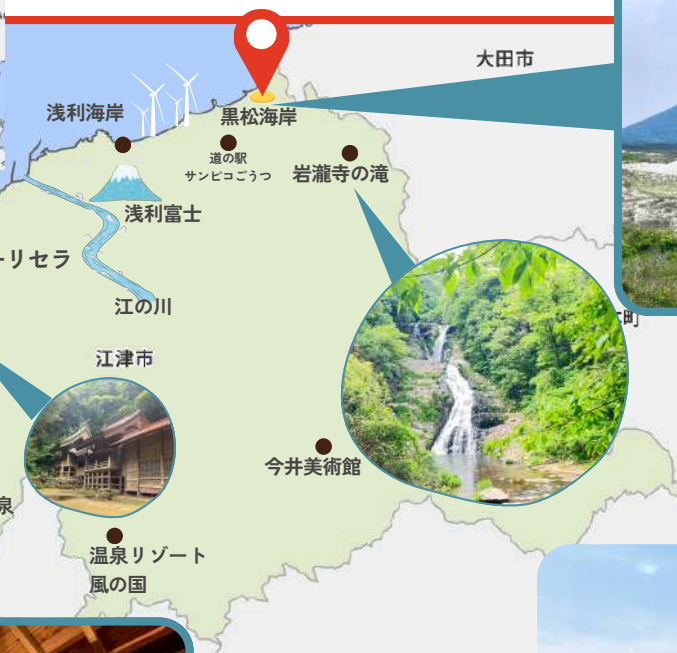 大田市
浅利海岸
黒松海岸
道の駅
サンピコごうつ
岩瀧寺の滝
浅利富士
ーリセラ
江の川
町
江津市
今井美術館
泉
温泉リゾート
風の国